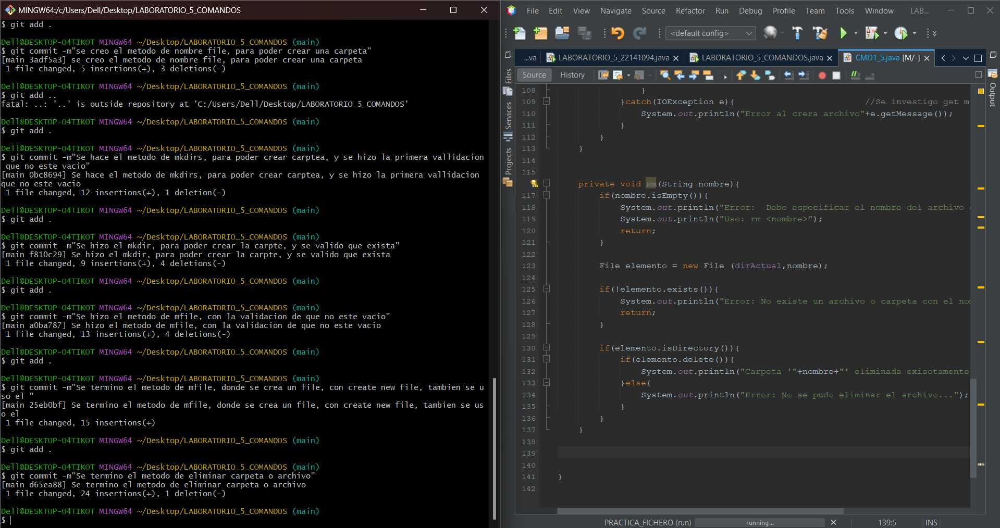 MINGW64:/c/Users/Dell/Desktop/LABORATORIO_5_COMANDOS
$ git add .
Dell@DESKTOP-O4TIKOT MINGW64 ~/Desktop/LABORATORIO_5_COMANDOS (main)
$ git commit -m"se creo el metodo de nombre file, para poder crear una carpeta"
[main 3adf5a3] se creo el metodo de nombre file, para poder crear una carpeta
1 file changed, 5 insertions(+), 3 deletions(-)
Dell@DESKTOP-O4TIKOT MINGW64 ~/Desktop/LABORATORIO_5_COMANDOS (main)
$ git add ..
fatal: ..: '..' is outside repository at 'C:/Users/Dell/Desktop/LABORATORIO_5_COMANDOS'
Dell@DESKTOP-O4TIKOT MINGW64 ~/Desktop/LABORATORIO_5_COMANDOS (main)
$ git add .
Dell@DESKTOP-O4TIKOT MINGW64 ~/Desktop/LABORATORIO_5_COMANDOS (main)
$ git commit -m"Se hace el metodo de mkdirs, para poder crear carptea, y se hizo la primera vallidacion
que no este vacio"
[main 0bc8694] Se hace el metodo de mkdirs, para poder crear carptea, y se hizo la primera vallidacion
que no este vacio
1 file changed, 12 insertions(+), 1 deletion(-)
Dell@DESKTOP-O4TIKOT MINGW64 ~/Desktop/LABORATORIO_5_COMANDOS (main)
$ git add .
Dell@DESKTOP-O4TIKOT MINGW64 ~/Desktop/LABORATORIO_5_COMANDOS (main)
$ git commit -m"Se hizo el mkdir, para poder crear la carpte, y se valido que exista"
[main f810c29] Se hizo el mkdir, para poder crear la carpte, y se valido que exista
1 file changed, 9 insertions(+), 4 deletions(-)
Dell@DESKTOP-O4TIKOT MINGW64 ~/Desktop/LABORATORIO_5_COMANDOS (main)
$ git add .
Dell@DESKTOP-O4TIKOT MINGW64 ~/Desktop/LABORATORIO_5_COMANDOS (main)
$ git commit -m"Se hizo el metodo de mfile, con la validacion de que no este vacio"
[main a0ba787] Se hizo el metodo de mfile, con la validacion de que no este vacio
1 file changed, 13 insertions(+), 4 deletions(-)
Dell@DESKTOP-O4TIKOT MINGW64 ~/Desktop/LABORATORIO_5_COMANDOS (main)
$ git add .
Dell@DESKTOP-O4TIKOT MINGW64 ~/Desktop/LABORATORIO_5_COMANDOS (main)
$ git commit -m"Se termino el metodo de mfile, donde se crea un file, con create new file, tambien se u
so el "
[main 25eb0bf] Se termino el metodo de mfile, donde se crea un file, con create new file, tambien se us
o el
1 file changed, 15 insertions(+)
Dell@DESKTOP-O4TIKOT MINGW64 ~/Desktop/LABORATORIO_5_COMANDOS (main)
$ git add .
Dell@DESKTOP-O4TIKOT MINGW64 ~/Desktop/LABORATORIO_5_COMANDOS (main)
$ git commit -m"Se termino el metodo de eliminar carpeta o archivo"
[main d65ea88] Se termino el metodo de eliminar carpeta o archivo
1 file changed, 24 insertions(+), 1 deletion(-)
Dell@DESKTOP-O4TIKOT MINGW64 ~/Desktop/LABORATORIO_5_COMANDOS (main)
$
File Edit View Navigate Source Refactor Run Debug Profile Team Tools Window LAB...
<default config>
...va LABORATORIO_5_22141094.java LABORATORIO_5_COMANDOS.java CMD1_5.java [M/-]
Source History
Files
Services
Projects
Output
108 }
109 }catch(IOException e){ //Se investigo get m
110 System.out.println("Error al crera archivo"+e.getMessage());
111 }
112 }
113 }
114
115
private void Rm(String nombre){
117 if(nombre.isEmpty()){
118 System.out.println("Error:  Debe especificar el nombre del archivo
119 System.out.println("Uso: rm <nombre>");
120 return;
121 }
122
123 File elemento = new File (dirActual,nombre);
124
125 if(!elemento.exists()){
126 System.out.println("Error: No existe un archivo o carpeta con el no
127 return;
128 }
129
130 if(elemento.isDirectory()){
131 if(elemento.delete()){
132 System.out.println("Carpeta '"+nombre+"' eliminada exisotamente
133 }else{
134 System.out.println("Error: No se pudo eliminar el archivo...");
135 }
136 }
137 }
138
139
140
141 }
142
PRACTICA_FICHERO (run) running... 139:5 INS